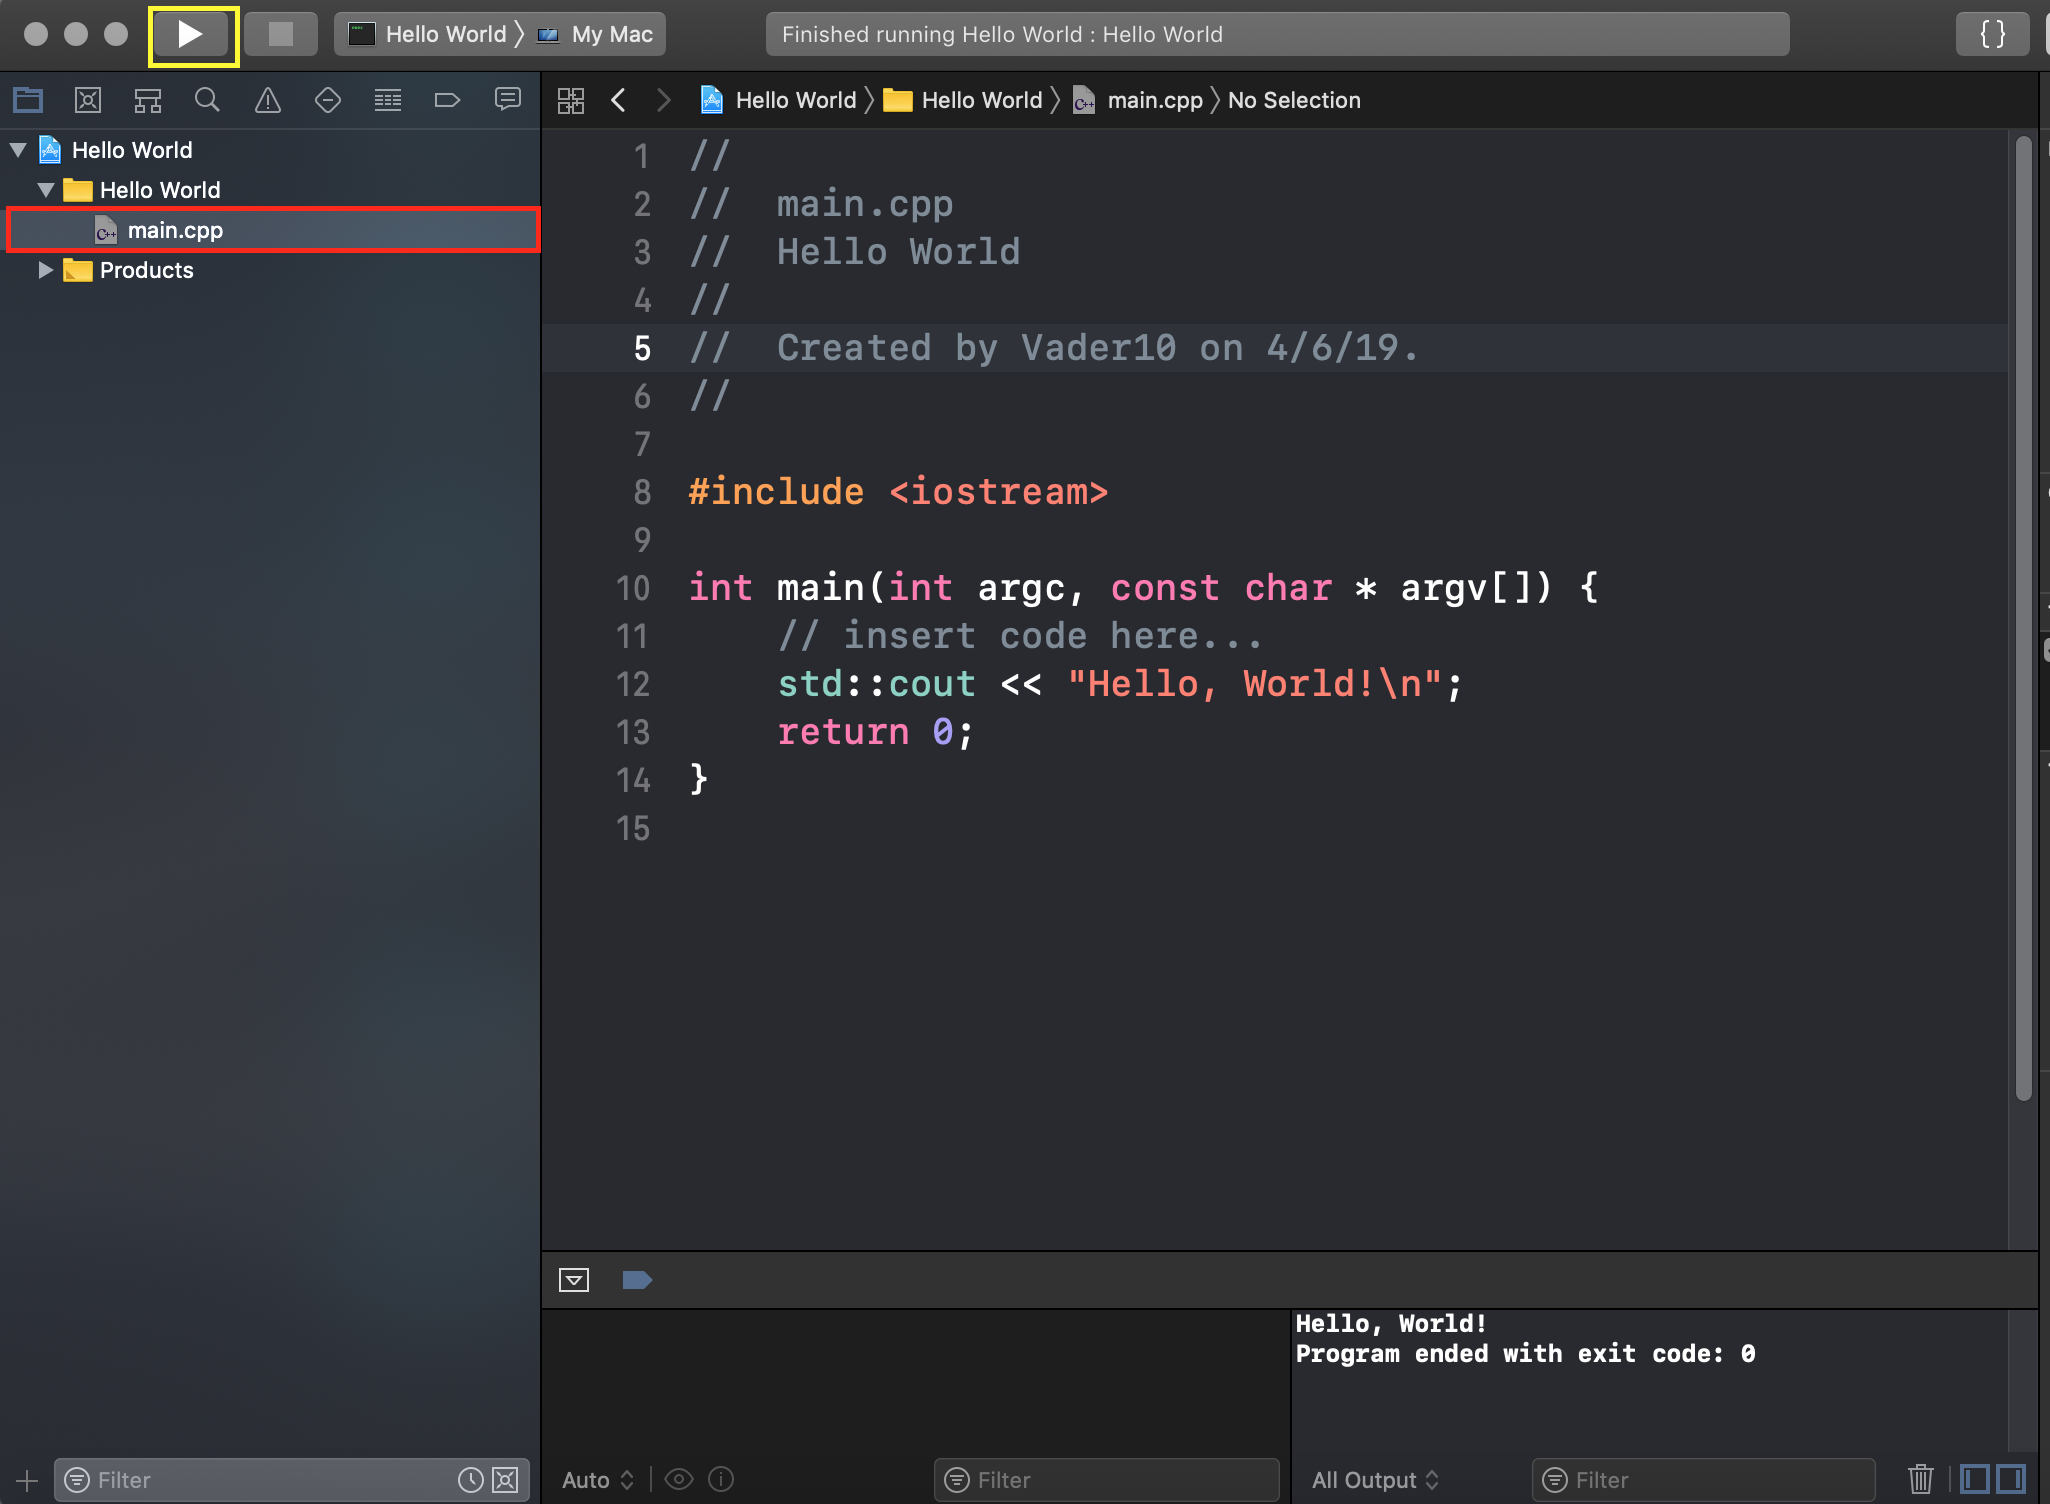 Hello World 〉 My Mac
Finished running Hello World : Hello World
{ }
Hello World
Hello World
C++ main.cpp
Products
Filter
Hello World 〉 Hello World 〉 C++ main.cpp 〉 No Selection
1 //
2 //  main.cpp
3 //  Hello World
4 //
5 //  Created by Vader10 on 4/6/19.
6 //
7
8 #include <iostream>
9
10 int main(int argc, const char * argv[]) {
11     // insert code here...
12     std::cout << "Hello, World!\n";
13     return 0;
14 }
15
Hello, World!
Program ended with exit code: 0
Auto
Filter
All Output
Filter